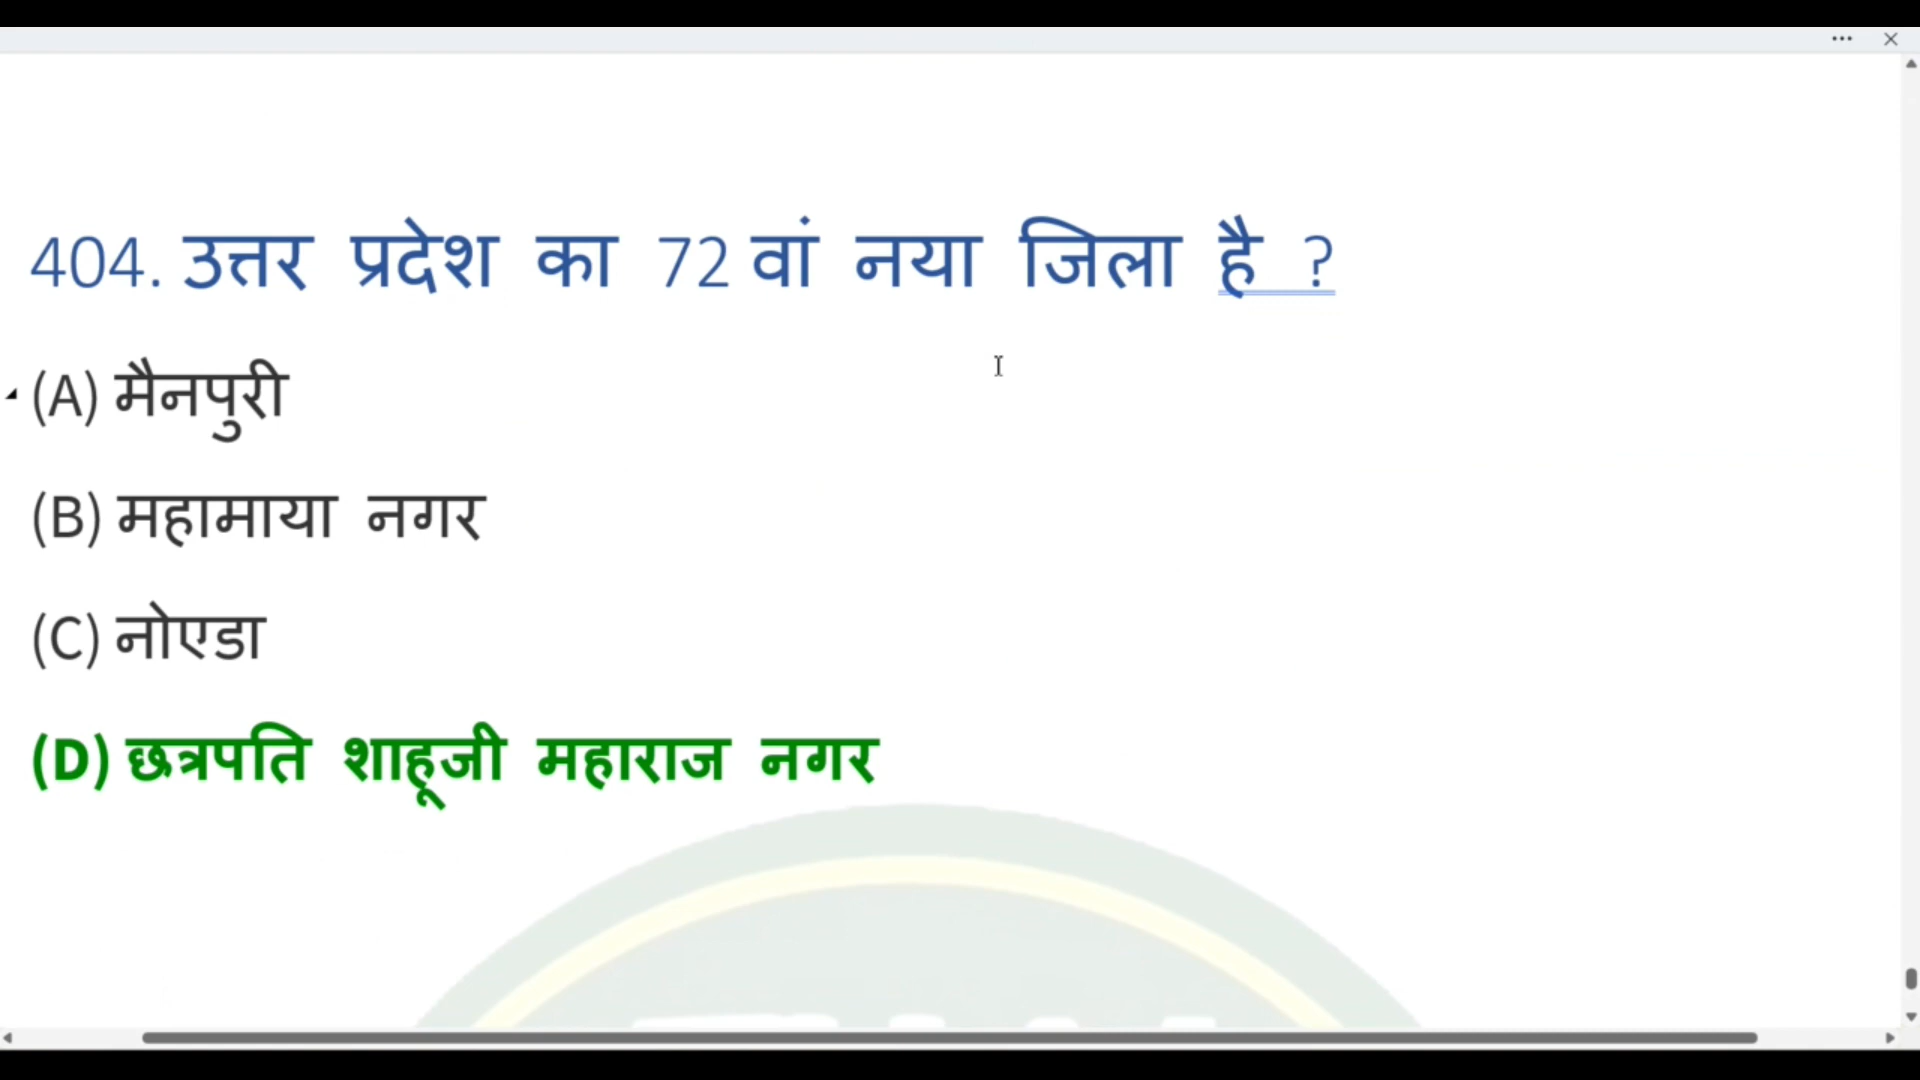 404. उत्तर प्रदेश का 72 वां नया जिला है ?
(A) मैनपुरी
(B) महामाया नगर
(C) नोएडा
(D) छत्रपति शाहूजी महाराज नगर